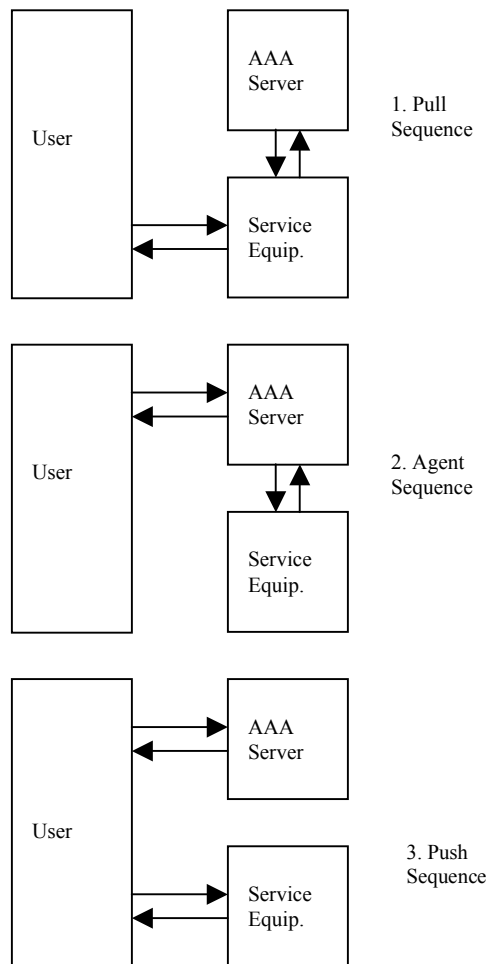 AAA
Server
1. Pull
Sequence
User
Service
Equip.
AAA
Server
2. Agent
Sequence
User
Service
Equip.
AAA
Server
User
3. Push
Sequence
Service
Equip.